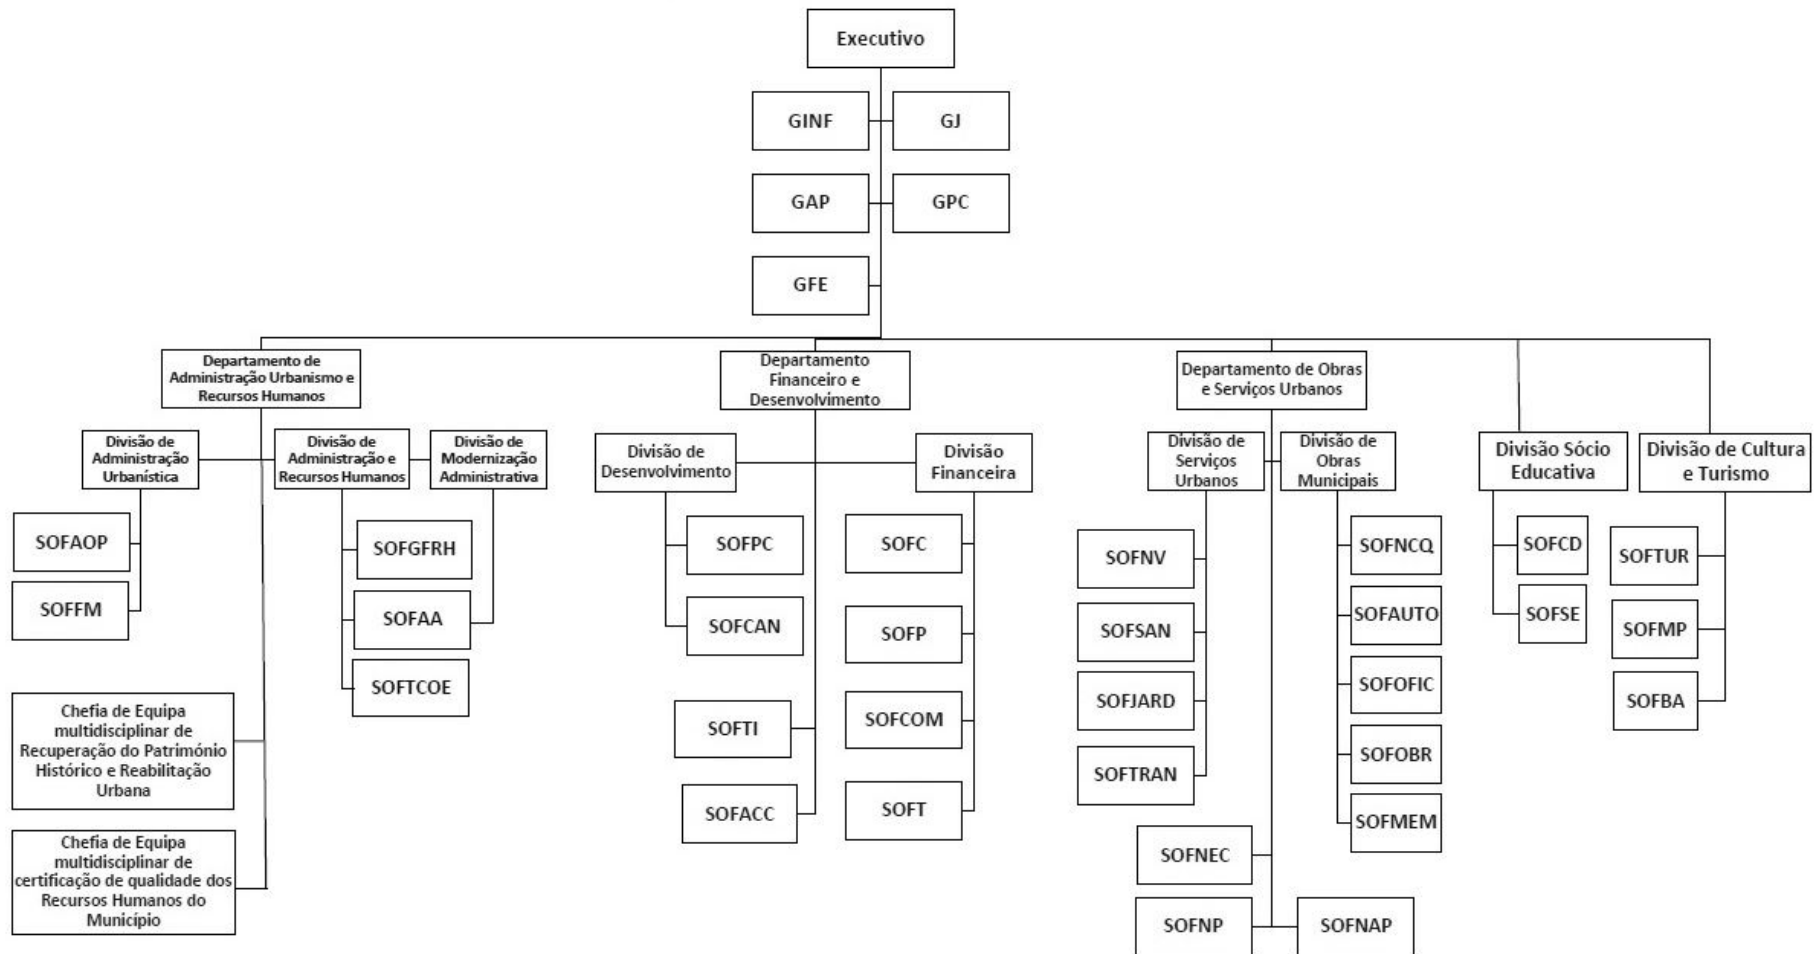 Executivo
GINF
GJ
GAP
GPC
GFE
Departamento de
Administração Urbanismo e
Recursos Humanos
Departamento
Financeiro e
Desenvolvimento
Departamento de Obras
e Serviços Urbanos
Divisão de
Administração
Urbanística
Divisão de
Administração e
Recursos Humanos
Divisão de
Modernização
Administrativa
Divisão de
Desenvolvimento
Divisão
Financeira
Divisão de
Serviços
Urbanos
Divisão de
Obras
Municipais
Divisão Sócio
Educativa
Divisão de Cultura
e Turismo
SOFAOP
SOFFM
SOFGFRH
SOFAA
SOFTCOE
Chefia de Equipa
multidisciplinar de
Recuperação do Património
Histórico e Reabilitação
Urbana
Chefia de Equipa
multidisciplinar de
certificação de qualidade dos
Recursos Humanos do
Município
SOFPC
SOFCAN
SOFTI
SOFACC
SOFC
SOFP
SOFCOM
SOFT
SOFNV
SOFSAN
SOFJARD
SOFTRAN
SOFNCQ
SOFAUTO
SOFOFIC
SOFOBR
SOFMEM
SOFNEC
SOFNP
SOFNAP
SOFCD
SOFSE
SOFTUR
SOFMP
SOFBA